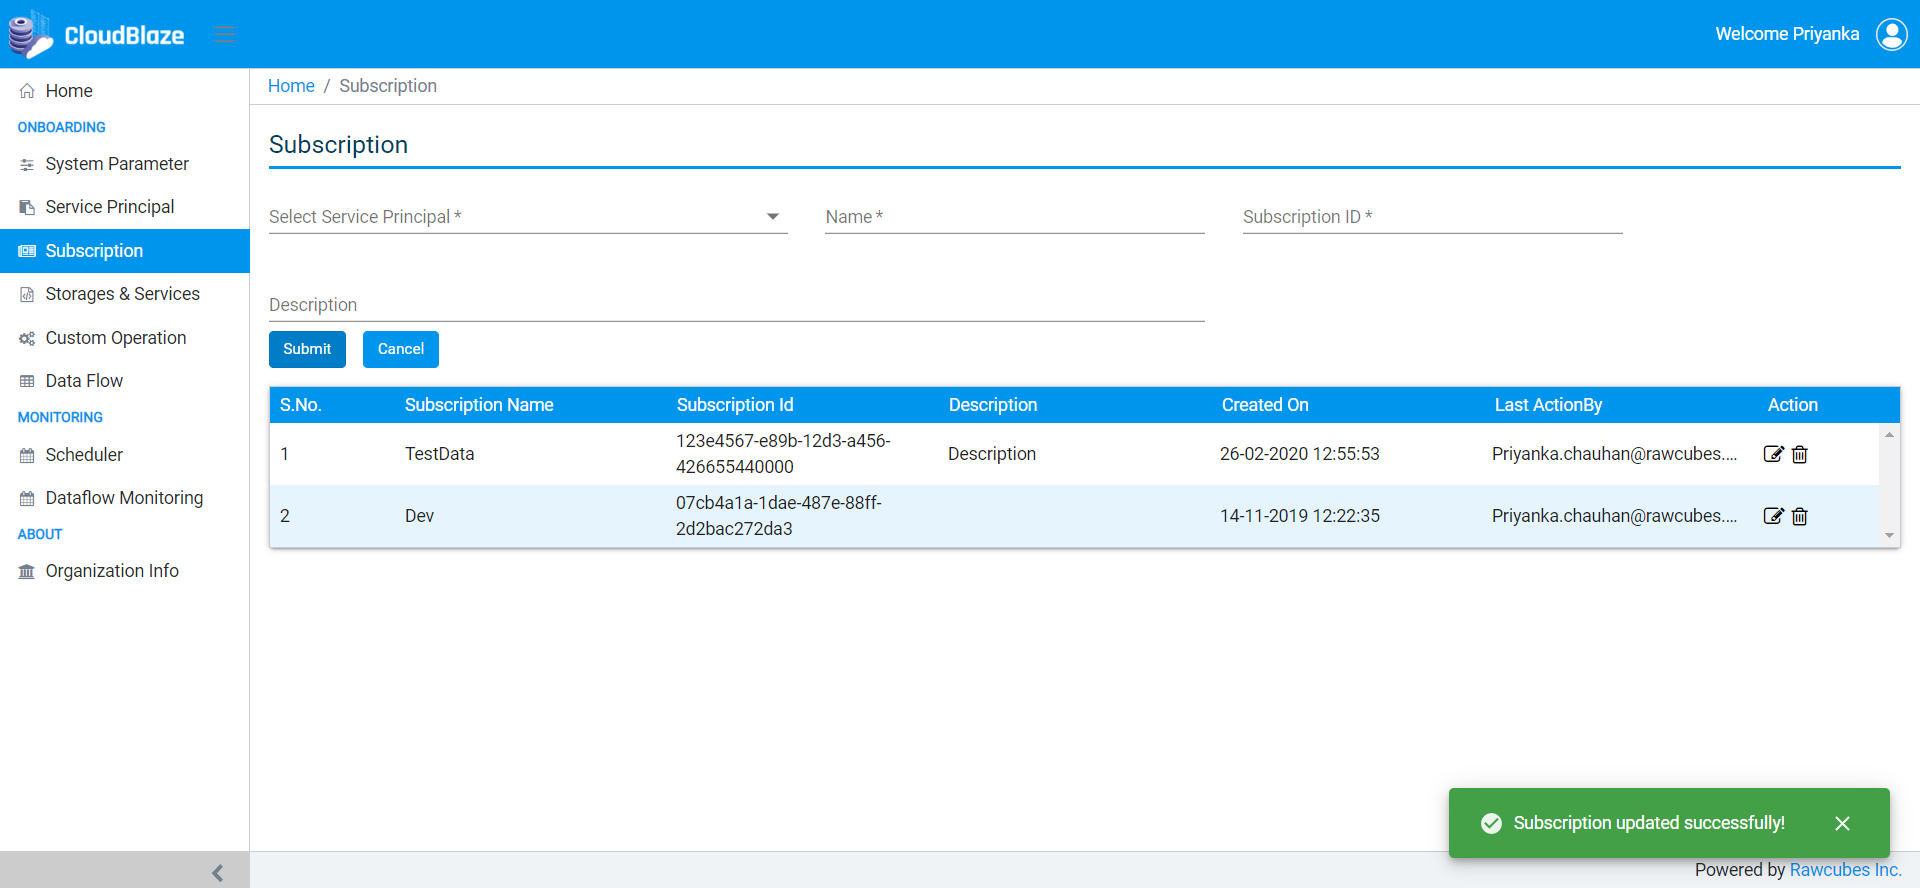 CloudBlaze
Welcome Priyanka
Home
ONBOARDING
System Parameter
Service Principal
Subscription
Storages & Services
Custom Operation
Data Flow
MONITORING
Scheduler
Dataflow Monitoring
ABOUT
Organization Info
Home / Subscription
Subscription
Select Service Principal * Name * Subscription ID *
Description
Submit Cancel
S.No. Subscription Name Subscription Id Description Created On Last ActionBy Action
1 TestData 123e4567-e89b-12d3-a456-
426655440000 Description 26-02-2020 12:55:53 Priyanka.chauhan@rawcubes....
2 Dev 07cb4a1a-1dae-487e-88ff-
2d2bac272da3 14-11-2019 12:22:35 Priyanka.chauhan@rawcubes....
Subscription updated successfully!
Powered by Rawcubes Inc.